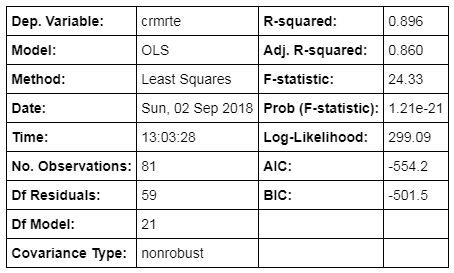 Dep. Variable: crmrte R-squared: 0.896
Model: OLS Adj. R-squared: 0.860
Method: Least Squares F-statistic: 24.33
Date: Sun, 02 Sep 2018 Prob (F-statistic): 1.21e-21
Time: 13:03:28 Log-Likelihood: 299.09
No. Observations: 81 AIC: -554.2
Df Residuals: 59 BIC: -501.5
Df Model: 21
Covariance Type: nonrobust